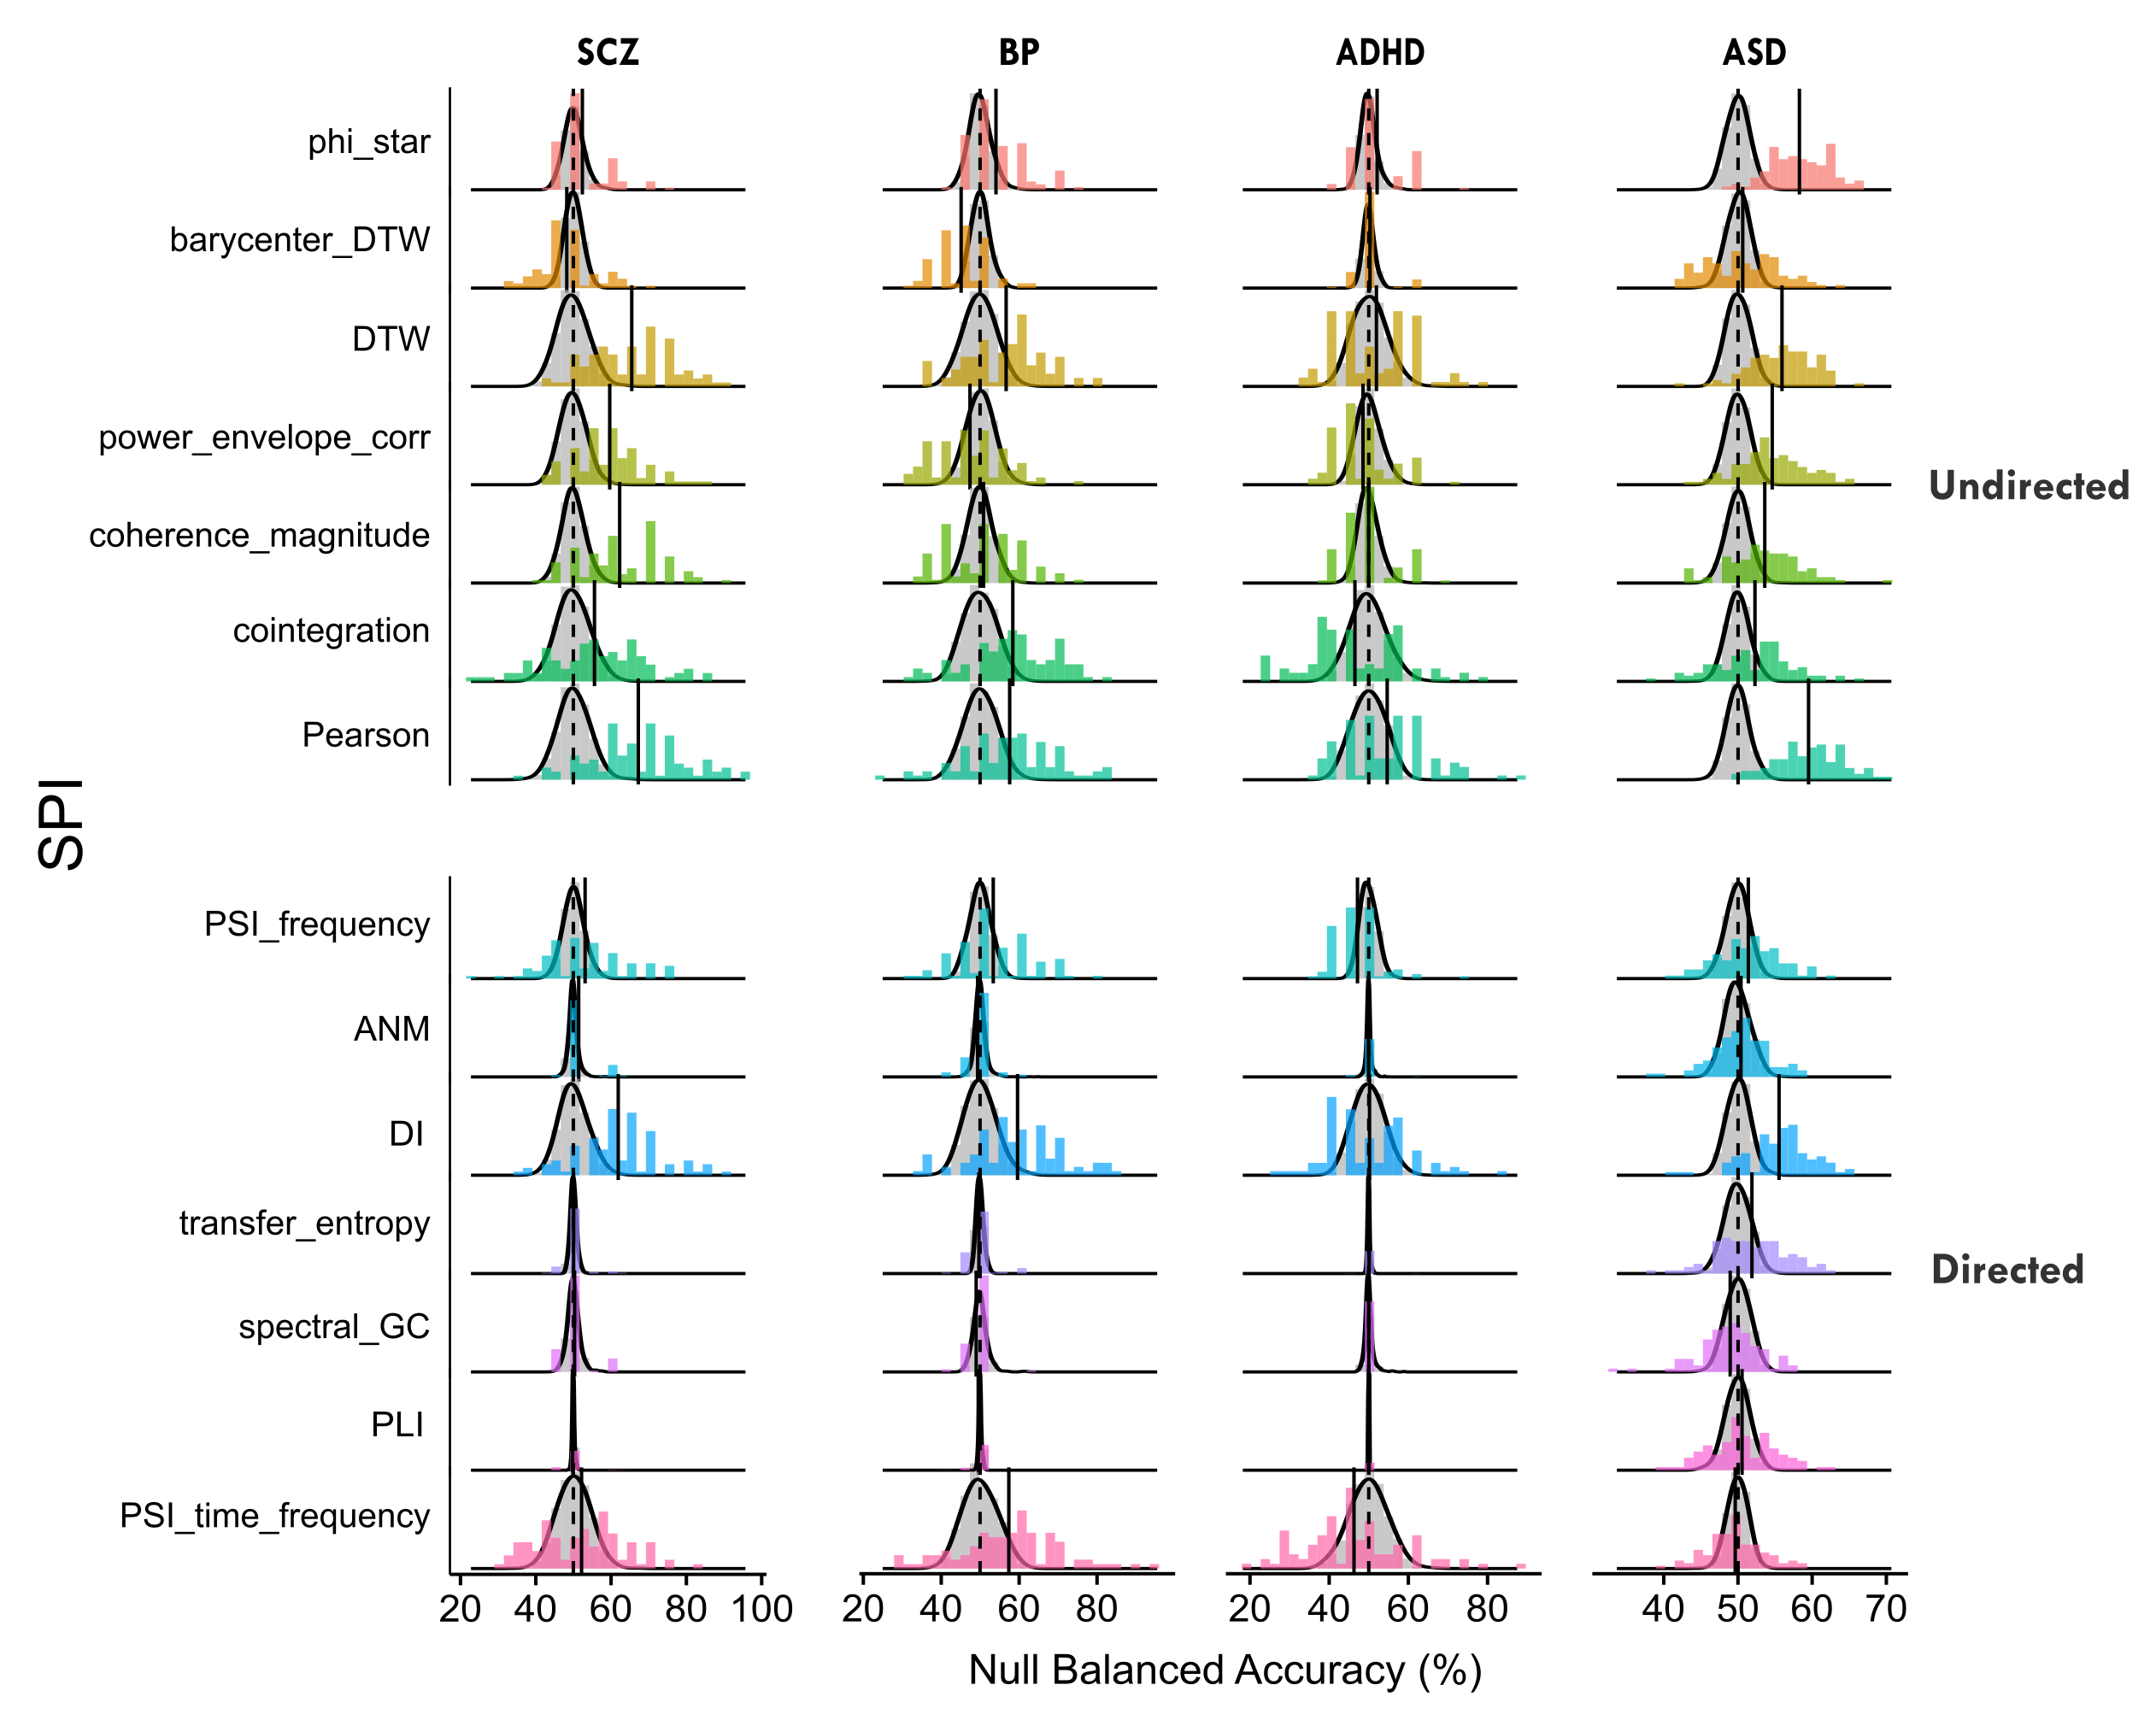 SCZ BP ADHD ASD
phi_star
barycenter_DTW
DTW
power_envelope_corr
Undirected
coherence_magnitude
cointegration
Pearson
SPI
PSI_frequency
ANM
DI
transfer_entropy
Directed
spectral_GC
PLI
PSI_time_frequency
20 40 60 80 100 20 40 60 80 20 40 60 80 40 50 60 70
Null Balanced Accuracy (%)